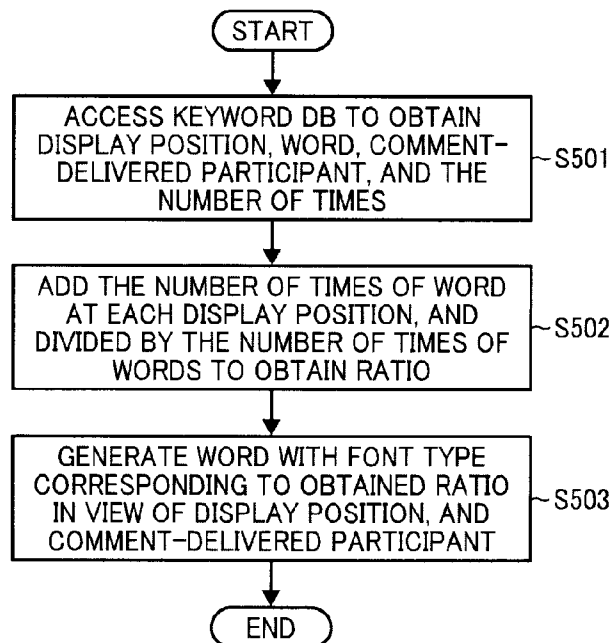 START
ACCESS KEYWORD DB TO OBTAIN
DISPLAY POSITION, WORD, COMMENT-
DELIVERED PARTICIPANT, AND THE
NUMBER OF TIMES
~S501
ADD THE NUMBER OF TIMES OF WORD
AT EACH DISPLAY POSITION, AND
DIVIDED BY THE NUMBER OF TIMES OF
WORDS TO OBTAIN RATIO
~S502
GENERATE WORD WITH FONT TYPE
CORRESPONDING TO OBTAINED RATIO
IN VIEW OF DISPLAY POSITION, AND
COMMENT-DELIVERED PARTICIPANT
~S503
END